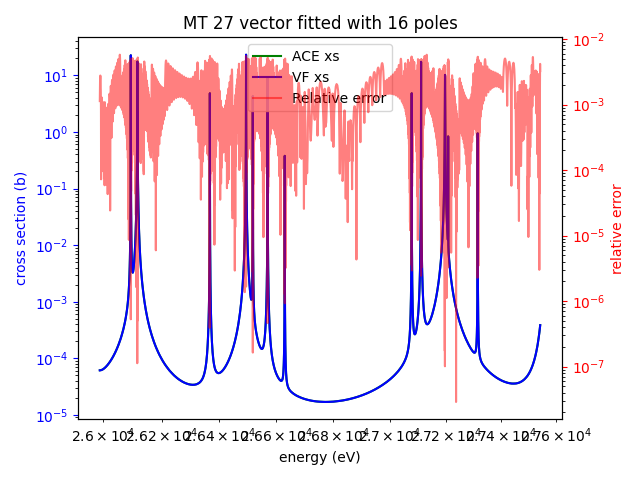 MT 27 vector fitted with 16 poles
ACE xs
VF xs
Relative error
cross section (b)
10¹
10⁰
10⁻¹
10⁻²
10⁻³
10⁻⁴
10⁻⁵
10⁻²
10⁻³
10⁻⁴
10⁻⁵
10⁻⁶
10⁻⁷
relative error
2.6 × 10⁴ 2.62 × 10⁴ 2.64 × 10⁴ 2.66 × 10⁴ 2.68 × 10⁴ 2.7 × 10⁴ 2.72 × 10⁴ 2.74 × 10⁴ 2.76 × 10⁴
energy (eV)